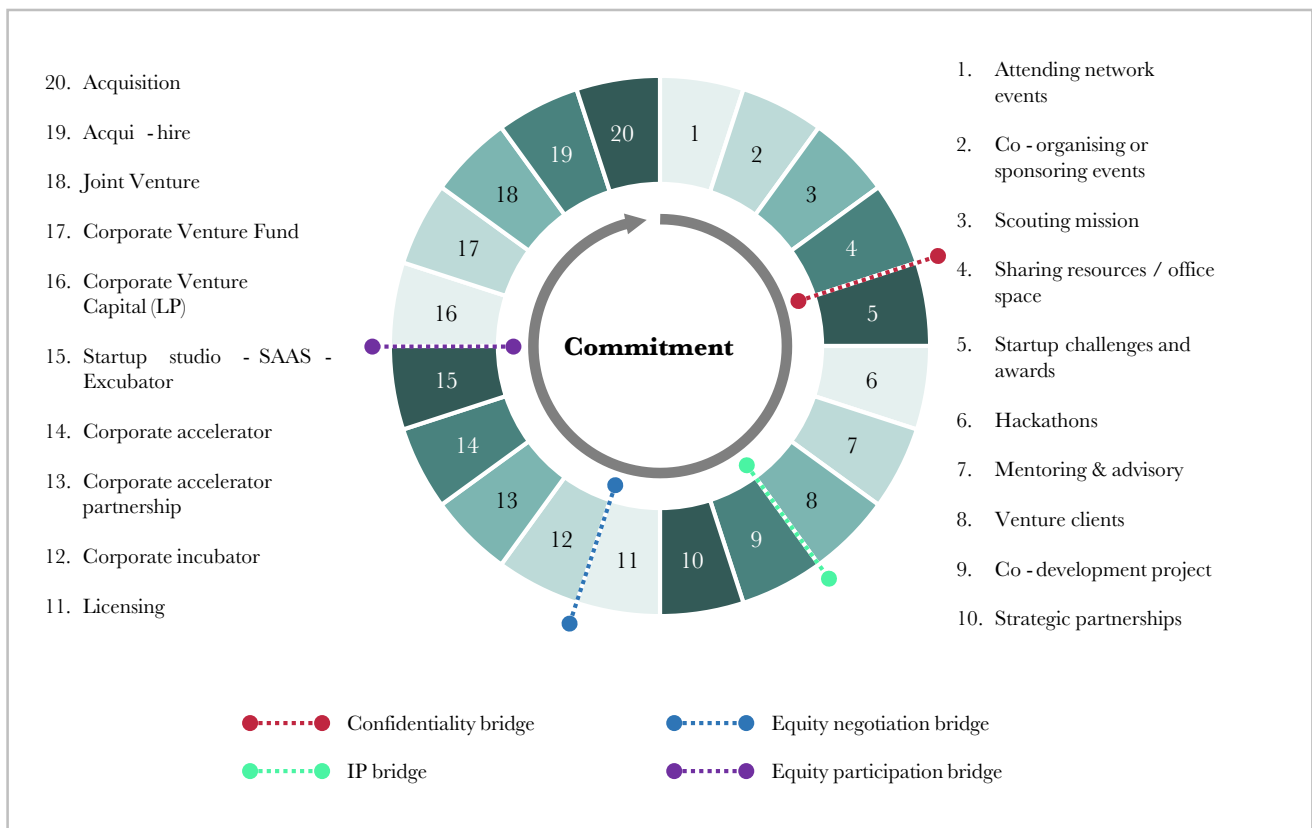 20. Acquisition
19. Acqui - hire
18. Joint Venture
17. Corporate Venture Fund
16. Corporate Venture
Capital (LP)
15. Startup studio - SAAS -
Excubator
14. Corporate accelerator
13. Corporate accelerator
partnership
12. Corporate incubator
11. Licensing
1
2
3
4
5
6
7
8
9
10
11
12
13
14
15
16
17
18
19
20
Commitment
1. Attending network
events
2. Co - organising or
sponsoring events
3. Scouting mission
4. Sharing resources / office
space
5. Startup challenges and
awards
6. Hackathons
7. Mentoring & advisory
8. Venture clients
9. Co - development project
10. Strategic partnerships
Confidentiality bridge
Equity negotiation bridge
IP bridge
Equity participation bridge